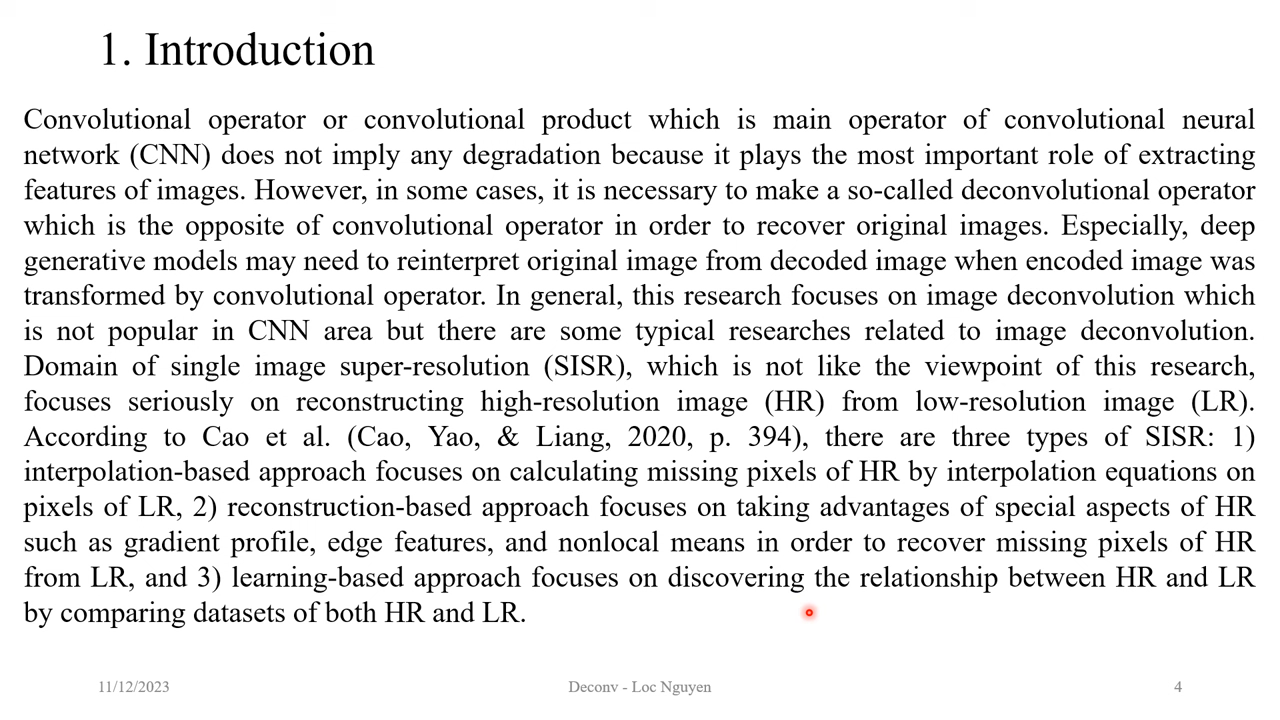 1. Introduction
Convolutional operator or convolutional product which is main operator of convolutional neural
network (CNN) does not imply any degradation because it plays the most important role of extracting
features of images. However, in some cases, it is necessary to make a so-called deconvolutional operator
which is the opposite of convolutional operator in order to recover original images. Especially, deep
generative models may need to reinterpret original image from decoded image when encoded image was
transformed by convolutional operator. In general, this research focuses on image deconvolution which
is not popular in CNN area but there are some typical researches related to image deconvolution.
Domain of single image super-resolution (SISR), which is not like the viewpoint of this research,
focuses seriously on reconstructing high-resolution image (HR) from low-resolution image (LR).
According to Cao et al. (Cao, Yao, & Liang, 2020, p. 394), there are three types of SISR: 1)
interpolation-based approach focuses on calculating missing pixels of HR by interpolation equations on
pixels of LR, 2) reconstruction-based approach focuses on taking advantages of special aspects of HR
such as gradient profile, edge features, and nonlocal means in order to recover missing pixels of HR
from LR, and 3) learning-based approach focuses on discovering the relationship between HR and LR
by comparing datasets of both HR and LR.
11/12/2023
Deconv - Loc Nguyen
4